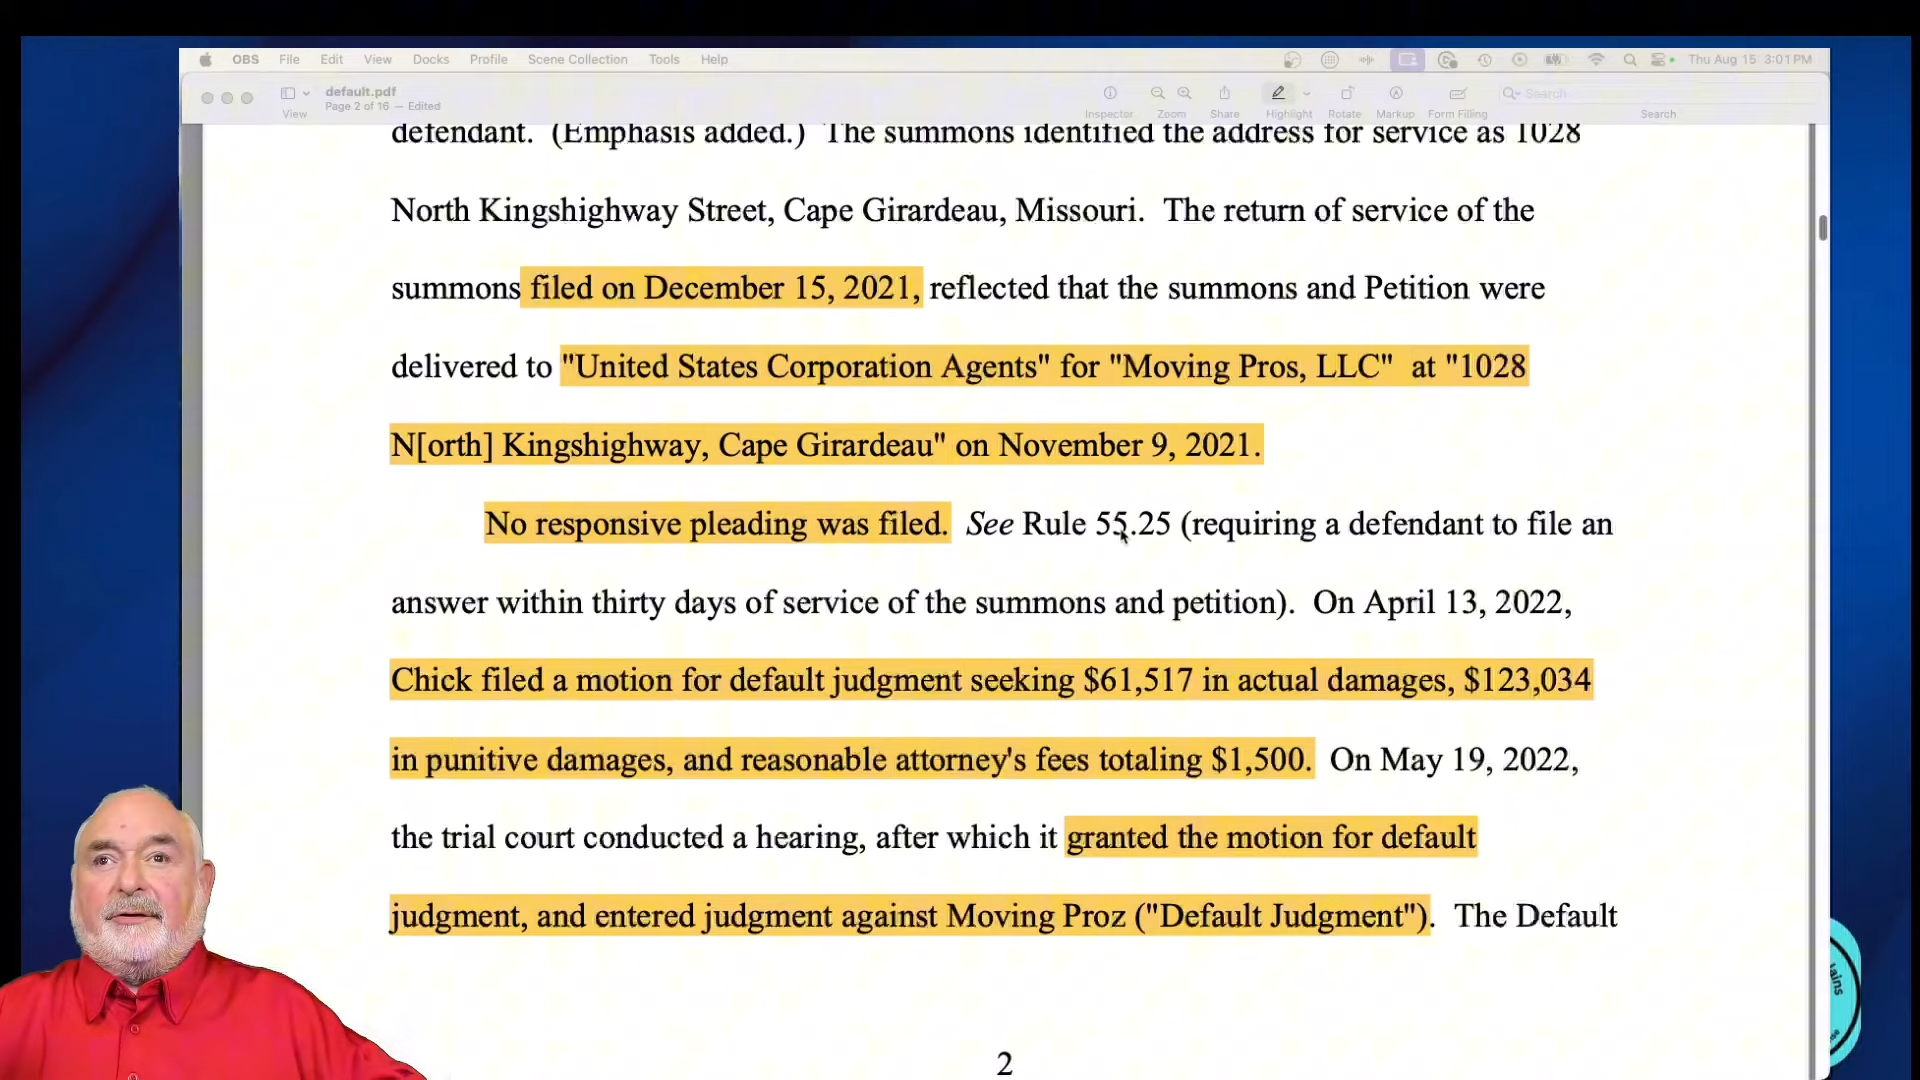 OBS File Edit View Docks Profile Scene Collection Tools Help Thu Aug 15 3:01 PM
default.pdf
Page 2 of 16 — Edited
Search
View Inspector Zoom Share Highlight Rotate Markup Form Filling Search
defendant. (Emphasis added.) The summons identified the address for service as 1028
North Kingshighway Street, Cape Girardeau, Missouri. The return of service of the
summons filed on December 15, 2021, reflected that the summons and Petition were
delivered to "United States Corporation Agents" for "Moving Pros, LLC" at "1028
N[orth] Kingshighway, Cape Girardeau" on November 9, 2021.
No responsive pleading was filed. See Rule 55.25 (requiring a defendant to file an
answer within thirty days of service of the summons and petition). On April 13, 2022,
Chick filed a motion for default judgment seeking $61,517 in actual damages, $123,034
in punitive damages, and reasonable attorney's fees totaling $1,500. On May 19, 2022,
the trial court conducted a hearing, after which it granted the motion for default
judgment, and entered judgment against Moving Proz ("Default Judgment"). The Default
2